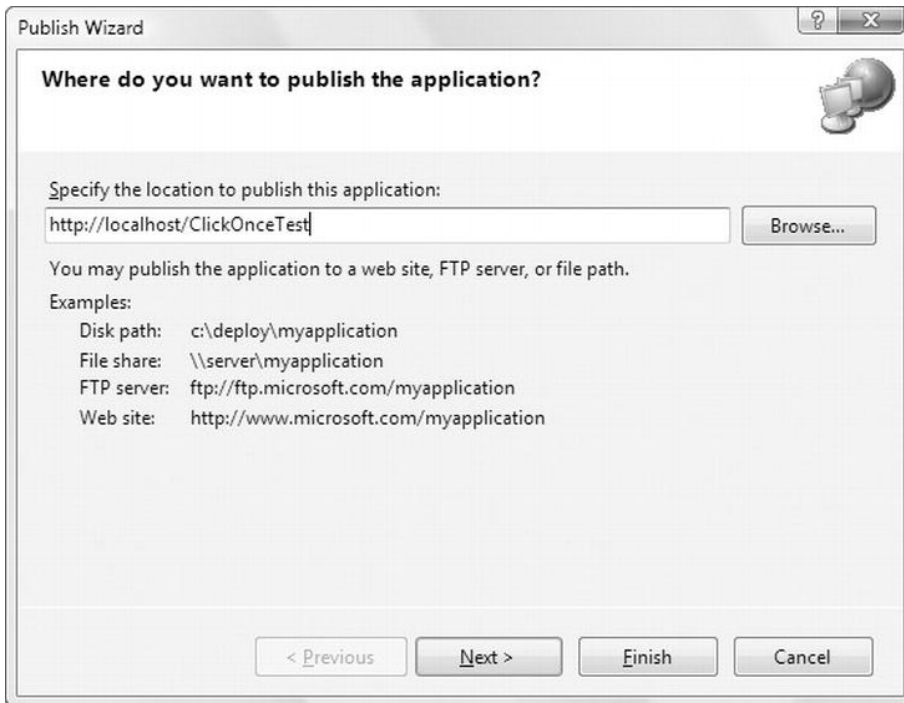 Publish Wizard
Where do you want to publish the application?
Specify the location to publish this application:
http://localhost/ClickOnceTest
Browse...
You may publish the application to a web site, FTP server, or file path.
Examples:
Disk path: c:\deploy\myapplication
File share: \\server\myapplication
FTP server: ftp://ftp.microsoft.com/myapplication
Web site: http://www.microsoft.com/myapplication
< Previous
Next >
Finish
Cancel